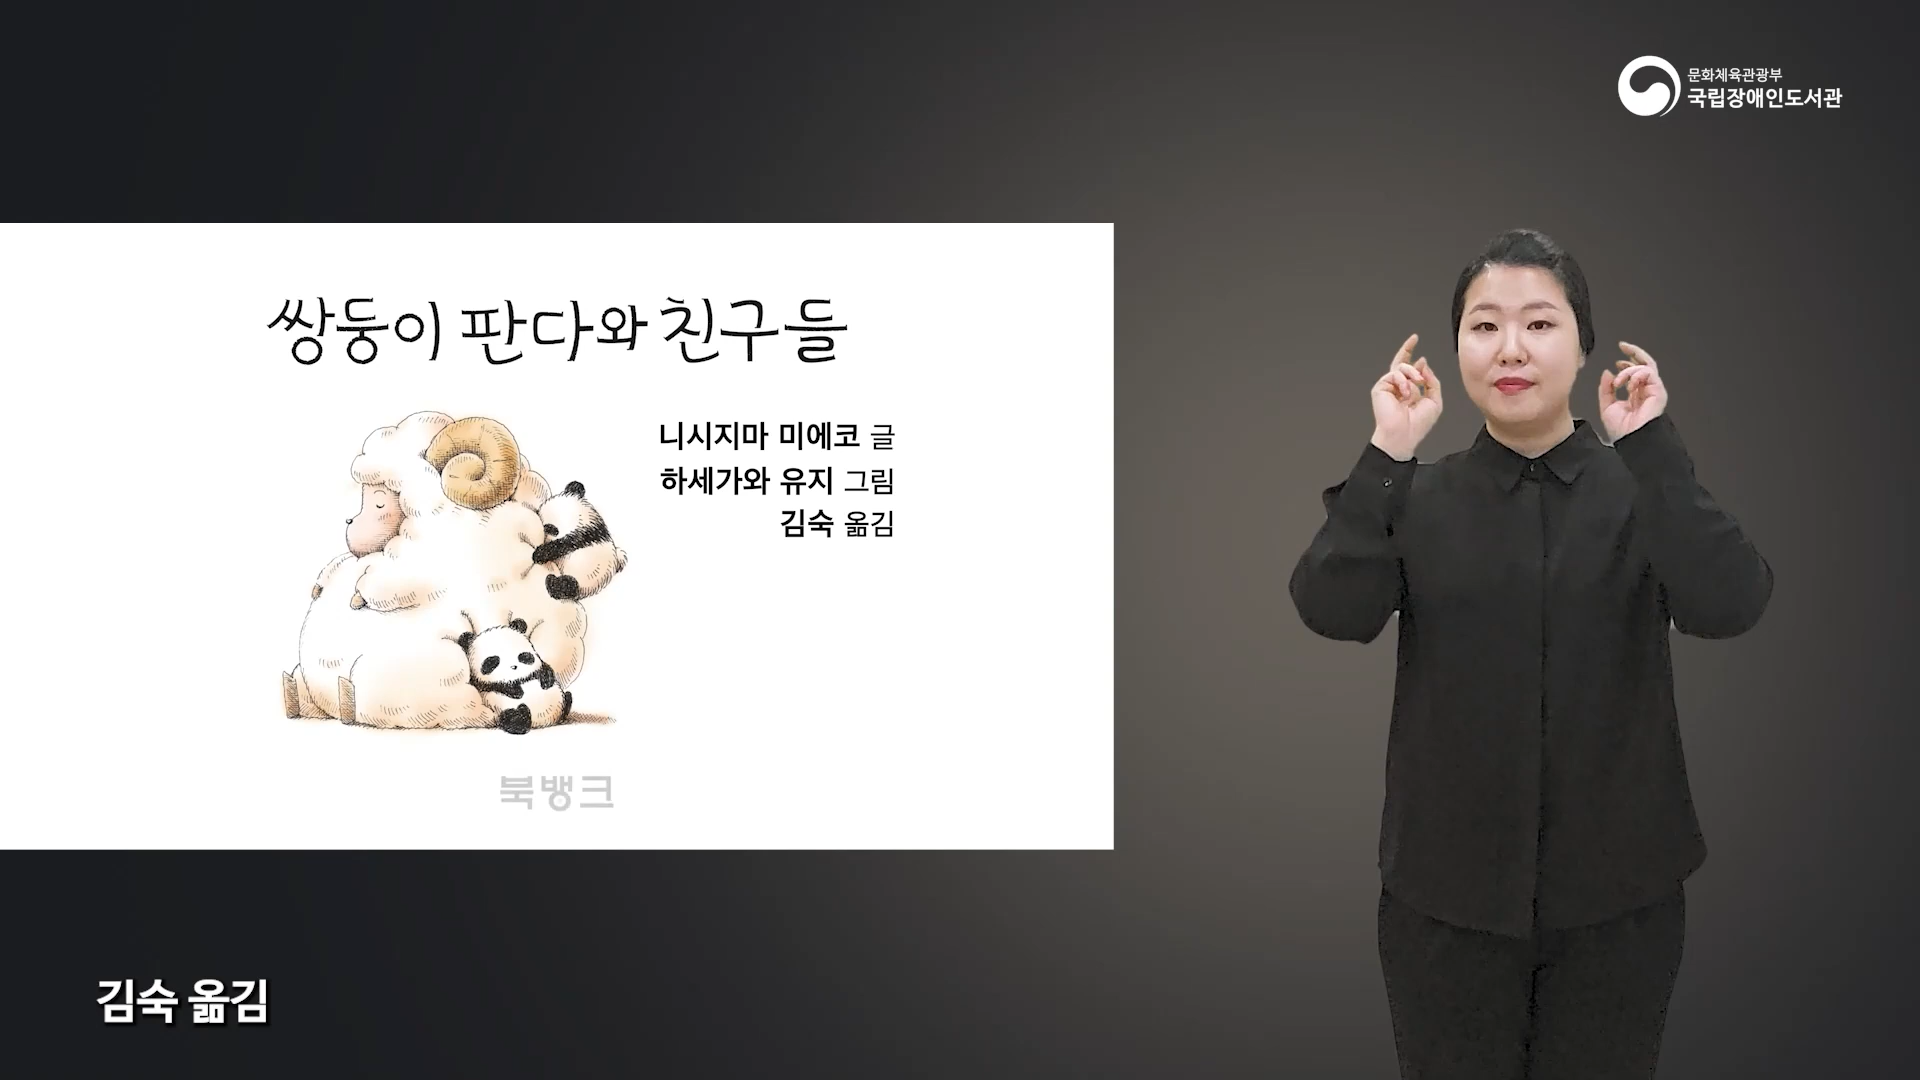 문화체육관광부
국립장애인도서관
쌍둥이 판다와 친구들
니시지마 미에코 글
하세가와 유지 그림
김숙 옮김
북뱅크
김숙 옮김